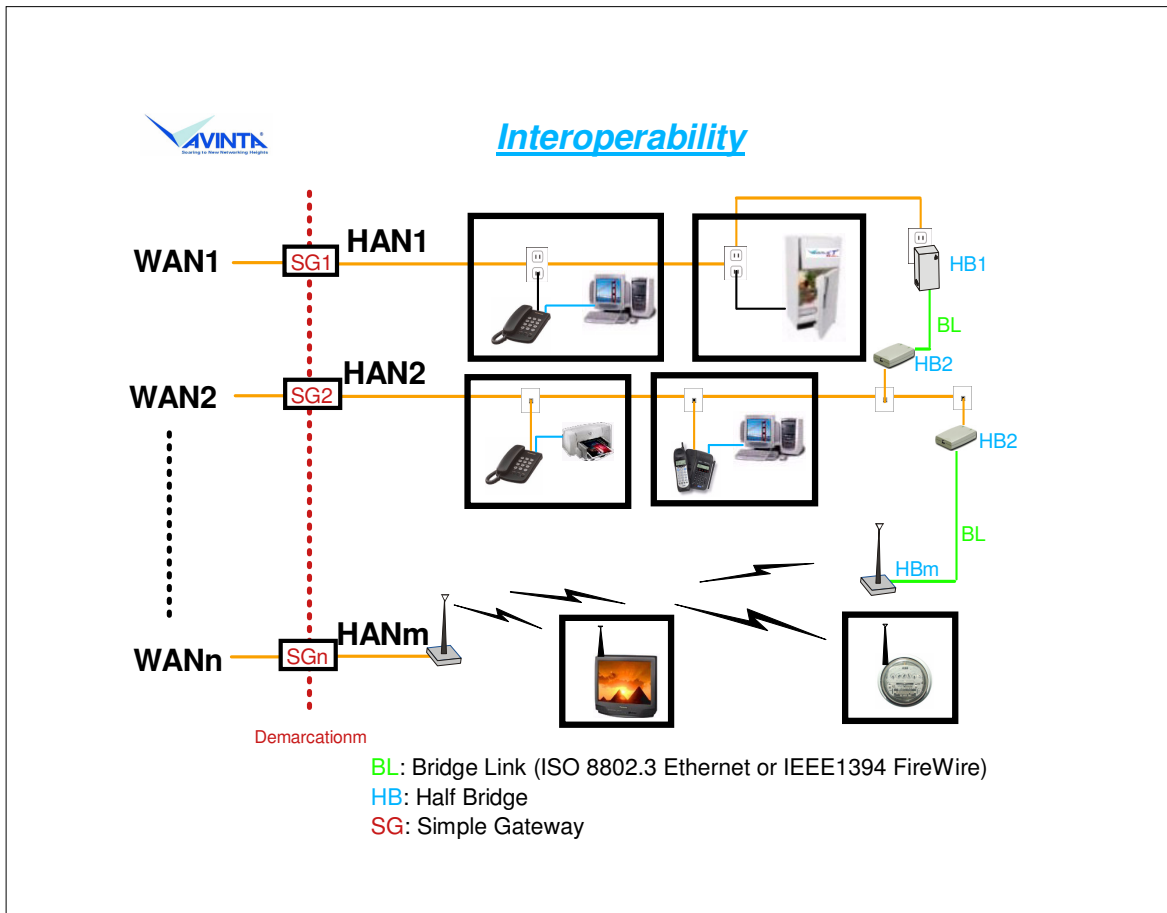 AVINTA®
Soaring to New Networking Heights
Interoperability
WAN1
SG1
HAN1
HB1
BL
HB2
WAN2
SG2
HAN2
HB2
BL
HBm
WANn
SGn
HANm
Demarcationm
BL: Bridge Link (ISO 8802.3 Ethernet or IEEE1394 FireWire)
HB: Half Bridge
SG: Simple Gateway